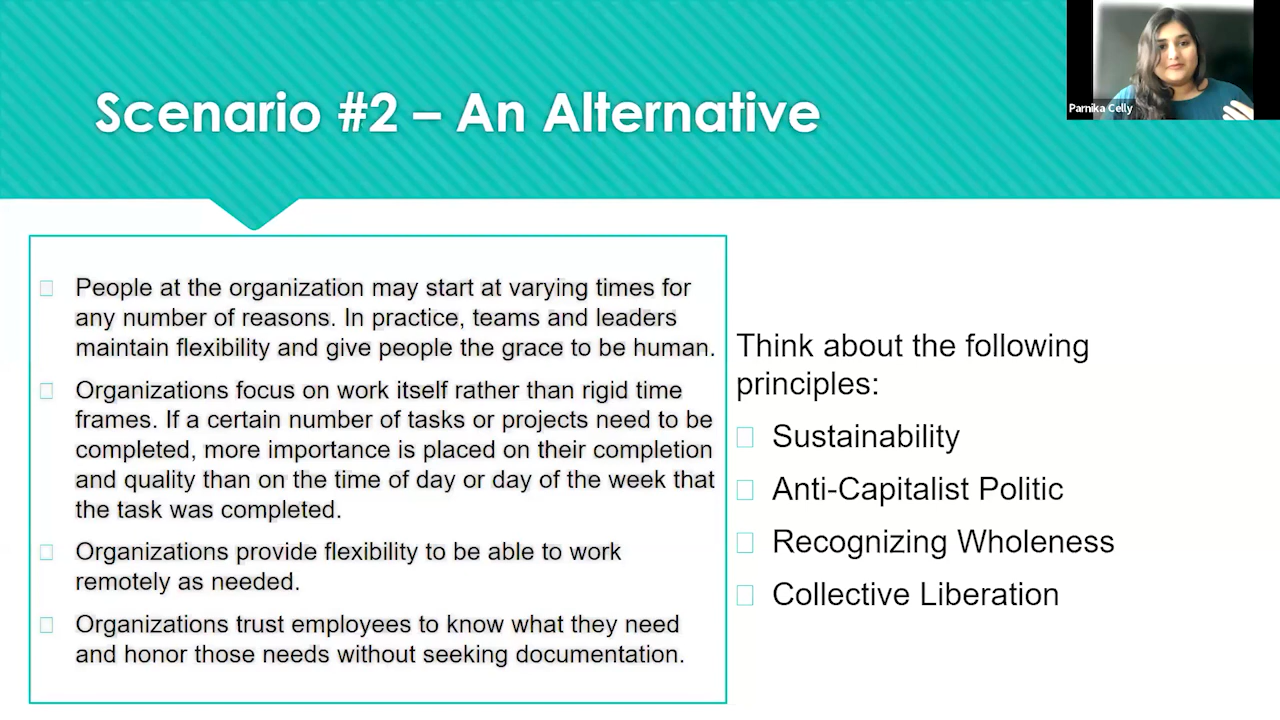 Scenario #2 – An Alternative
Parnika Celly
People at the organization may start at varying times for
any number of reasons. In practice, teams and leaders
maintain flexibility and give people the grace to be human.
Organizations focus on work itself rather than rigid time
frames. If a certain number of tasks or projects need to be
completed, more importance is placed on their completion
and quality than on the time of day or day of the week that
the task was completed.
Organizations provide flexibility to be able to work
remotely as needed.
Organizations trust employees to know what they need
and honor those needs without seeking documentation.
Think about the following
principles:
Sustainability
Anti-Capitalist Politic
Recognizing Wholeness
Collective Liberation